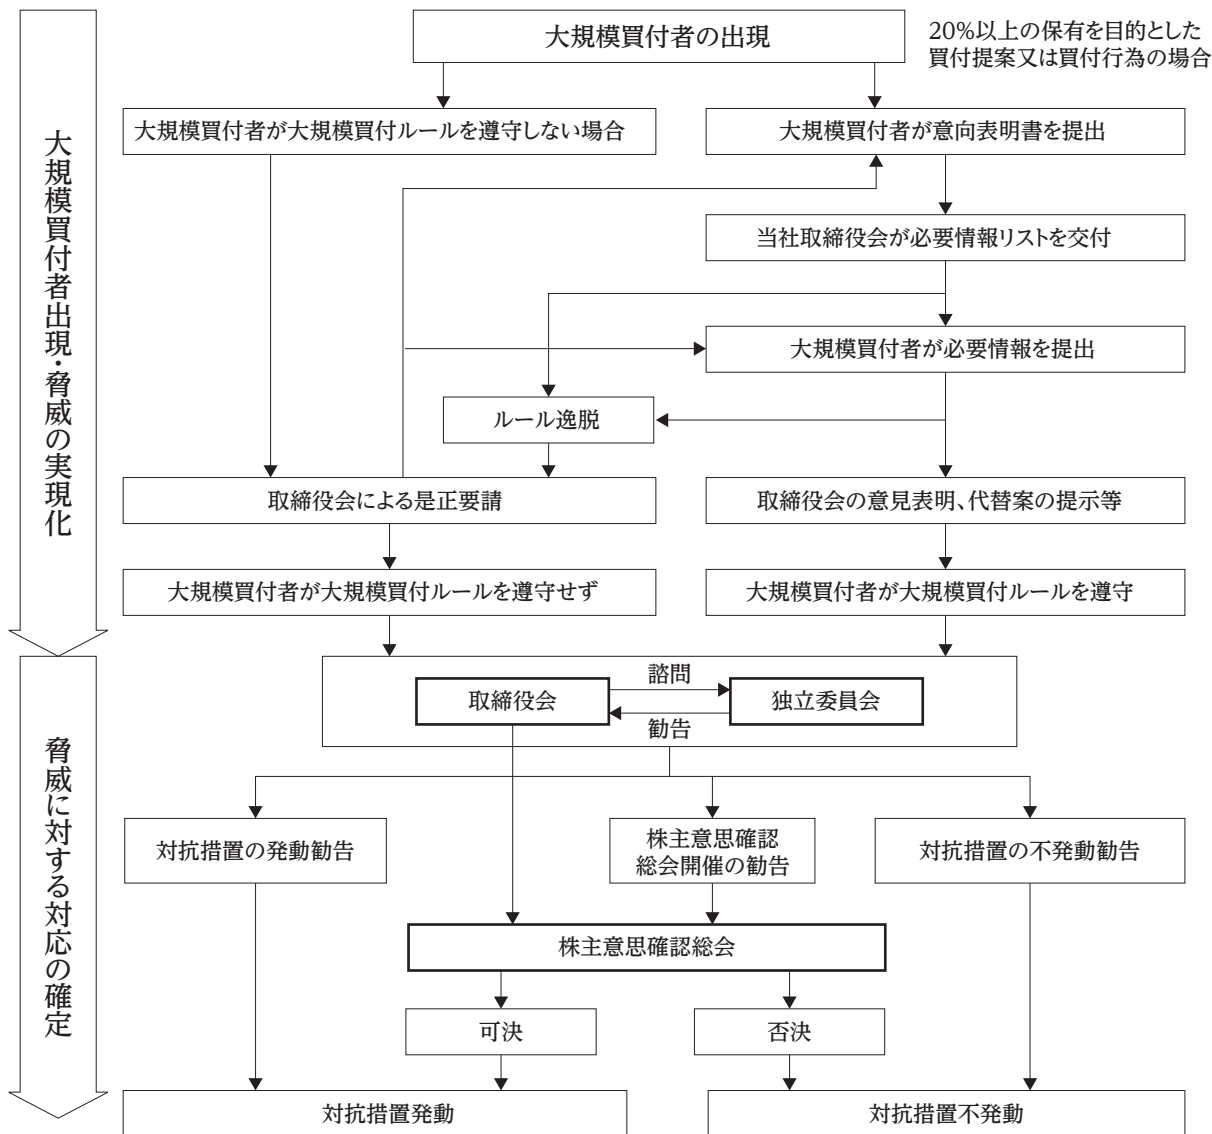 大規模買付者の出現
20%以上の保有を目的とした
買付提案又は買付行為の場合
大規模買付者出現・脅威の実現化
大規模買付者が大規模買付ルールを遵守しない場合
大規模買付者が意向表明書を提出
当社取締役会が必要情報リストを交付
大規模買付者が必要情報を提出
ルール逸脱
取締役会による是正要請
取締役会の意見表明、代替案の提示等
大規模買付者が大規模買付ルールを遵守せず
大規模買付者が大規模買付ルールを遵守
脅威に対する対応の確定
諮問
取締役会
独立委員会
勧告
対抗措置の発動勧告
株主意思確認
総会開催の勧告
対抗措置の不発動勧告
株主意思確認総会
可決
否決
対抗措置発動
対抗措置不発動